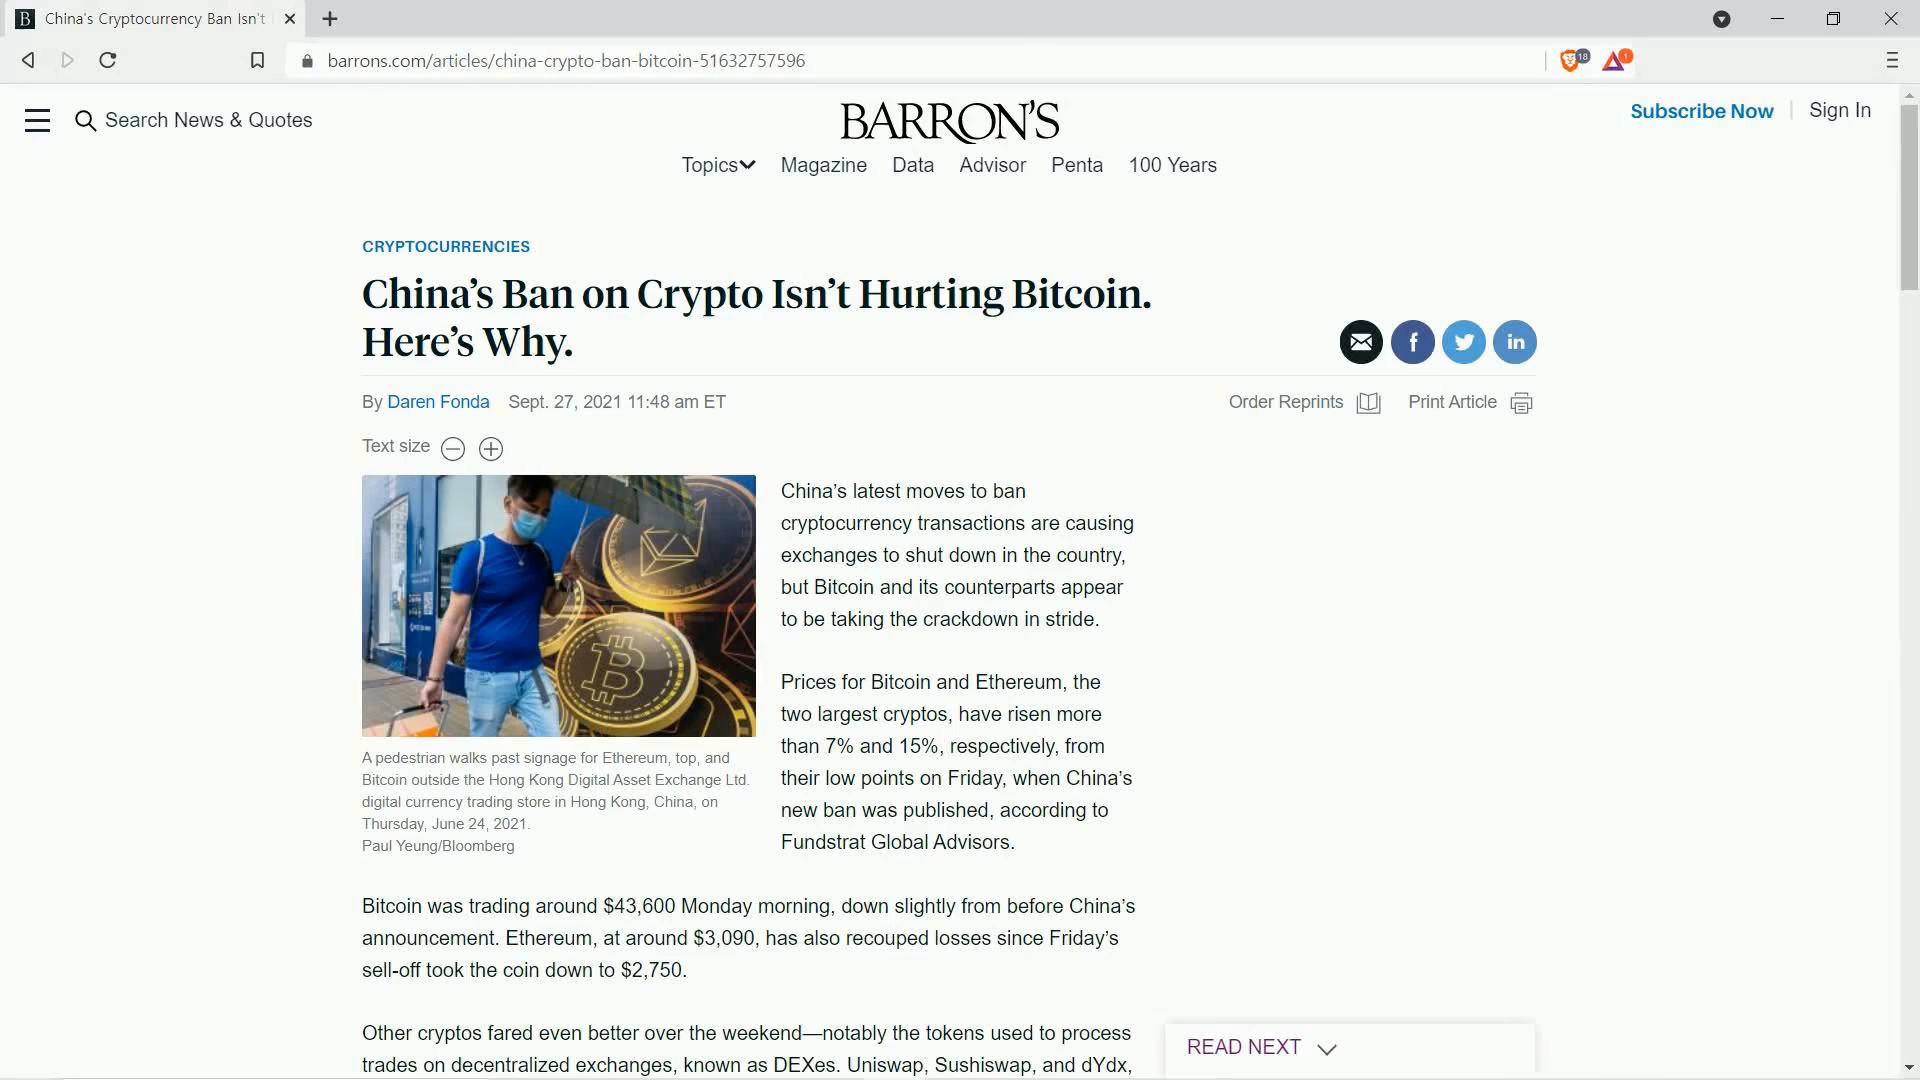 B China's Cryptocurrency Ban Isn't
barrons.com/articles/china-crypto-ban-bitcoin-51632757596
18
1
Search News & Quotes
BARRON'S
Subscribe Now
Sign In
Topics Magazine Data Advisor Penta 100 Years
CRYPTOCURRENCIES
China's Ban on Crypto Isn't Hurting Bitcoin.
Here's Why.
f
in
By Daren Fonda Sept. 27, 2021 11:48 am ET
Order Reprints
Print Article
Text size
China's latest moves to ban
cryptocurrency transactions are causing
exchanges to shut down in the country,
but Bitcoin and its counterparts appear
to be taking the crackdown in stride.
Prices for Bitcoin and Ethereum, the
two largest cryptos, have risen more
than 7% and 15%, respectively, from
their low points on Friday, when China's
new ban was published, according to
Fundstrat Global Advisors.
A pedestrian walks past signage for Ethereum, top, and
Bitcoin outside the Hong Kong Digital Asset Exchange Ltd.
digital currency trading store in Hong Kong, China, on
Thursday, June 24, 2021.
Paul Yeung/Bloomberg
Bitcoin was trading around $43,600 Monday morning, down slightly from before China's
announcement. Ethereum, at around $3,090, has also recouped losses since Friday's
sell-off took the coin down to $2,750.
Other cryptos fared even better over the weekend—notably the tokens used to process
trades on decentralized exchanges, known as DEXes. Uniswap, Sushiswap, and dYdx,
READ NEXT